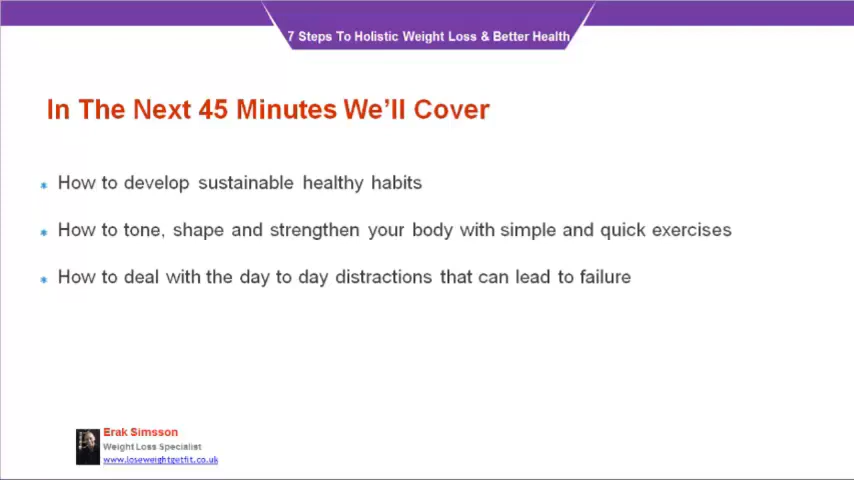 7 Steps To Holistic Weight Loss & Better Health
In The Next 45 Minutes We'll Cover
How to develop sustainable healthy habits
How to tone, shape and strengthen your body with simple and quick exercises
How to deal with the day to day distractions that can lead to failure
Erak Simsson
Weight Loss Specialist
www.loseweightgetfit.co.uk